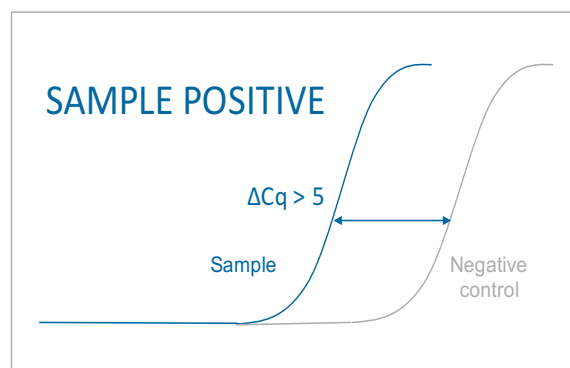 SAMPLE POSITIVE
ΔCq > 5
Sample
Negative
control